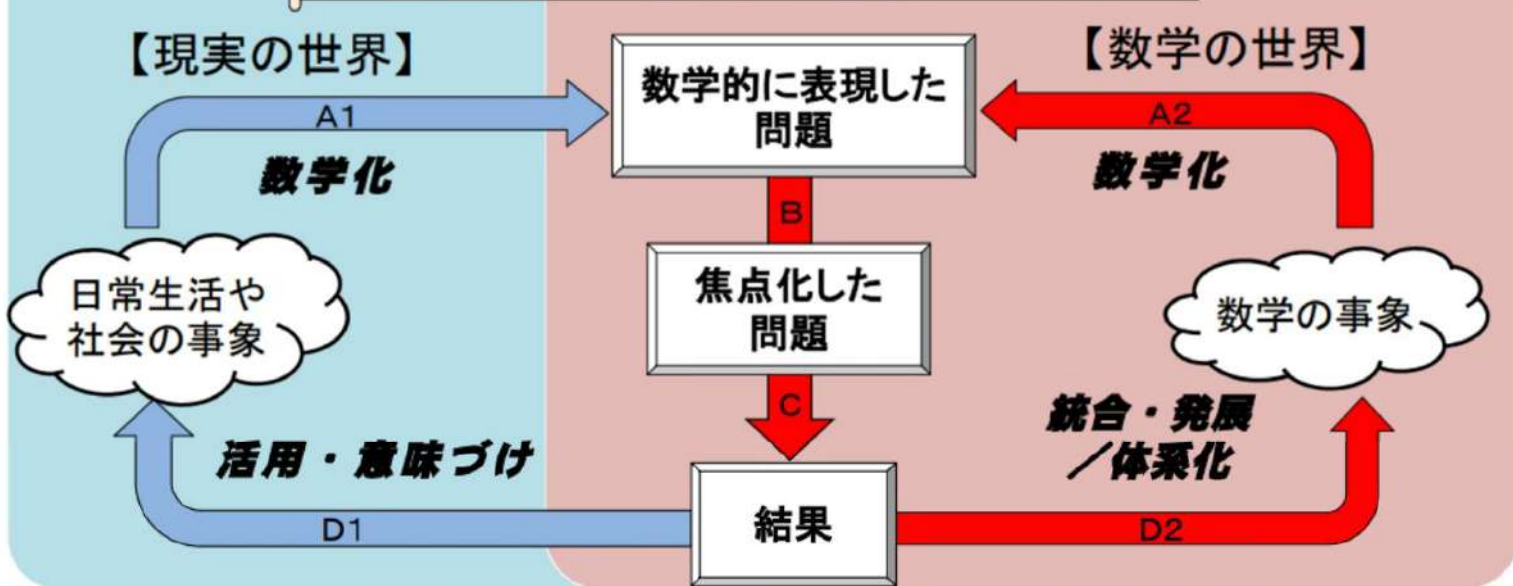 【現実の世界】
【数学の世界】
数学的に表現した
問題
A1
A2
数学化
数学化
B
焦点化した
問題
日常生活や
社会の事象
数学の事象
C
活用・意味づけ
統合・発展
／体系化
結果
D1
D2